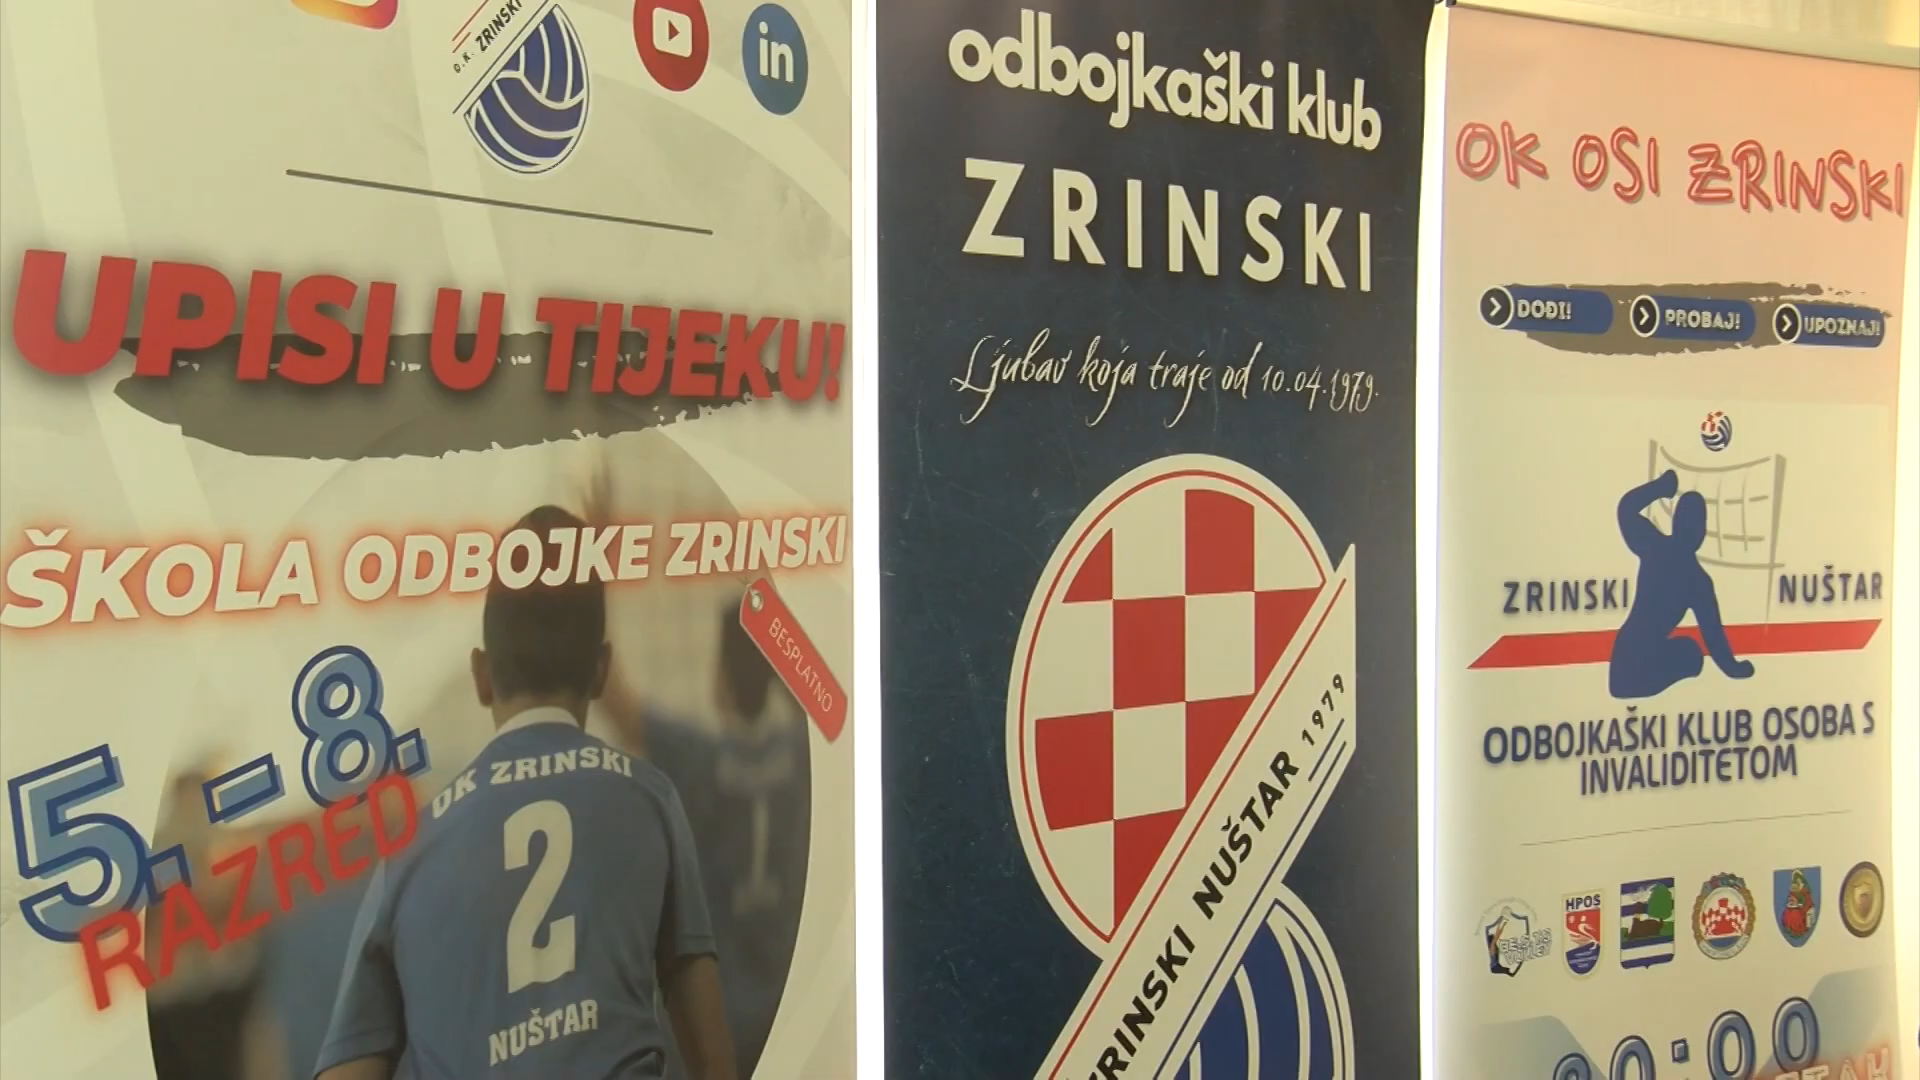 O.K. ZRINSKI
in
UPISI U TIJEKU!
ŠKOLA ODBOJKE ZRINSKI
BESPLATNO
5. - 8.
RAZRED
OK ZRINSKI
2
NUŠTAR
odbojkaški klub
ZRINSKI
Ljubav koja traje od 10.04.1979.
ZRINSKI NUŠTAR 1979
OK OSI ZRINSKI
DOĐI!
PROBAJ!
UPOZNAJ!
ZRINSKI NUŠTAR
ODBOJKAŠKI KLUB OSOBA S
INVALIDITETOM
HPOS